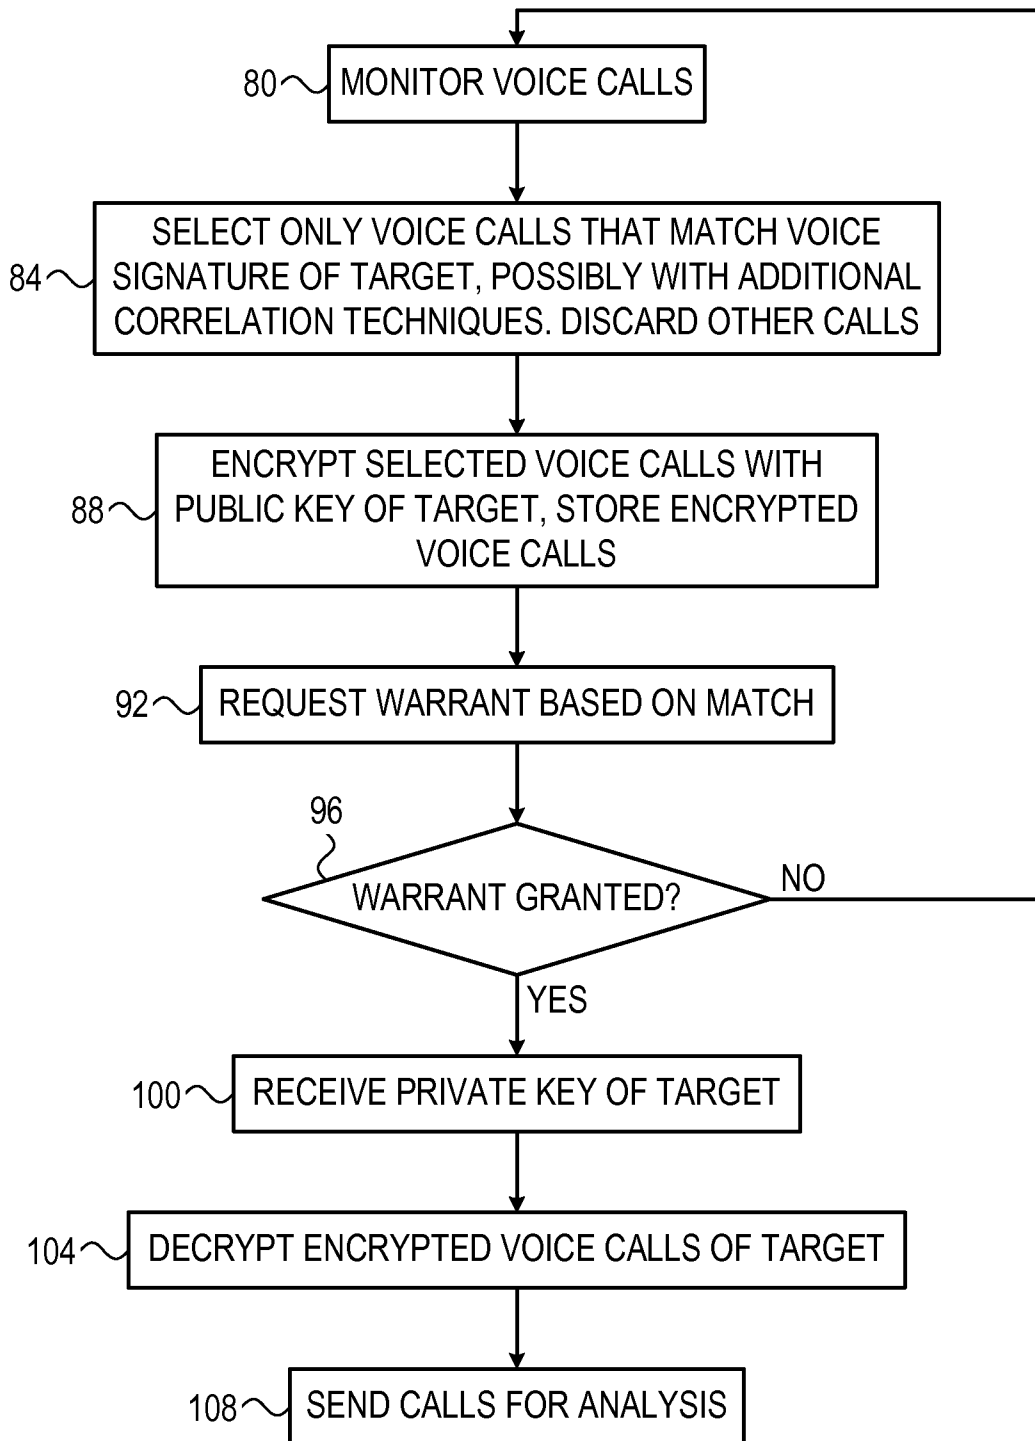 80
MONITOR VOICE CALLS
84
SELECT ONLY VOICE CALLS THAT MATCH VOICE
SIGNATURE OF TARGET, POSSIBLY WITH ADDITIONAL
CORRELATION TECHNIQUES. DISCARD OTHER CALLS
88
ENCRYPT SELECTED VOICE CALLS WITH
PUBLIC KEY OF TARGET, STORE ENCRYPTED
VOICE CALLS
92
REQUEST WARRANT BASED ON MATCH
96
WARRANT GRANTED?
NO
YES
100
RECEIVE PRIVATE KEY OF TARGET
104
DECRYPT ENCRYPTED VOICE CALLS OF TARGET
108
SEND CALLS FOR ANALYSIS